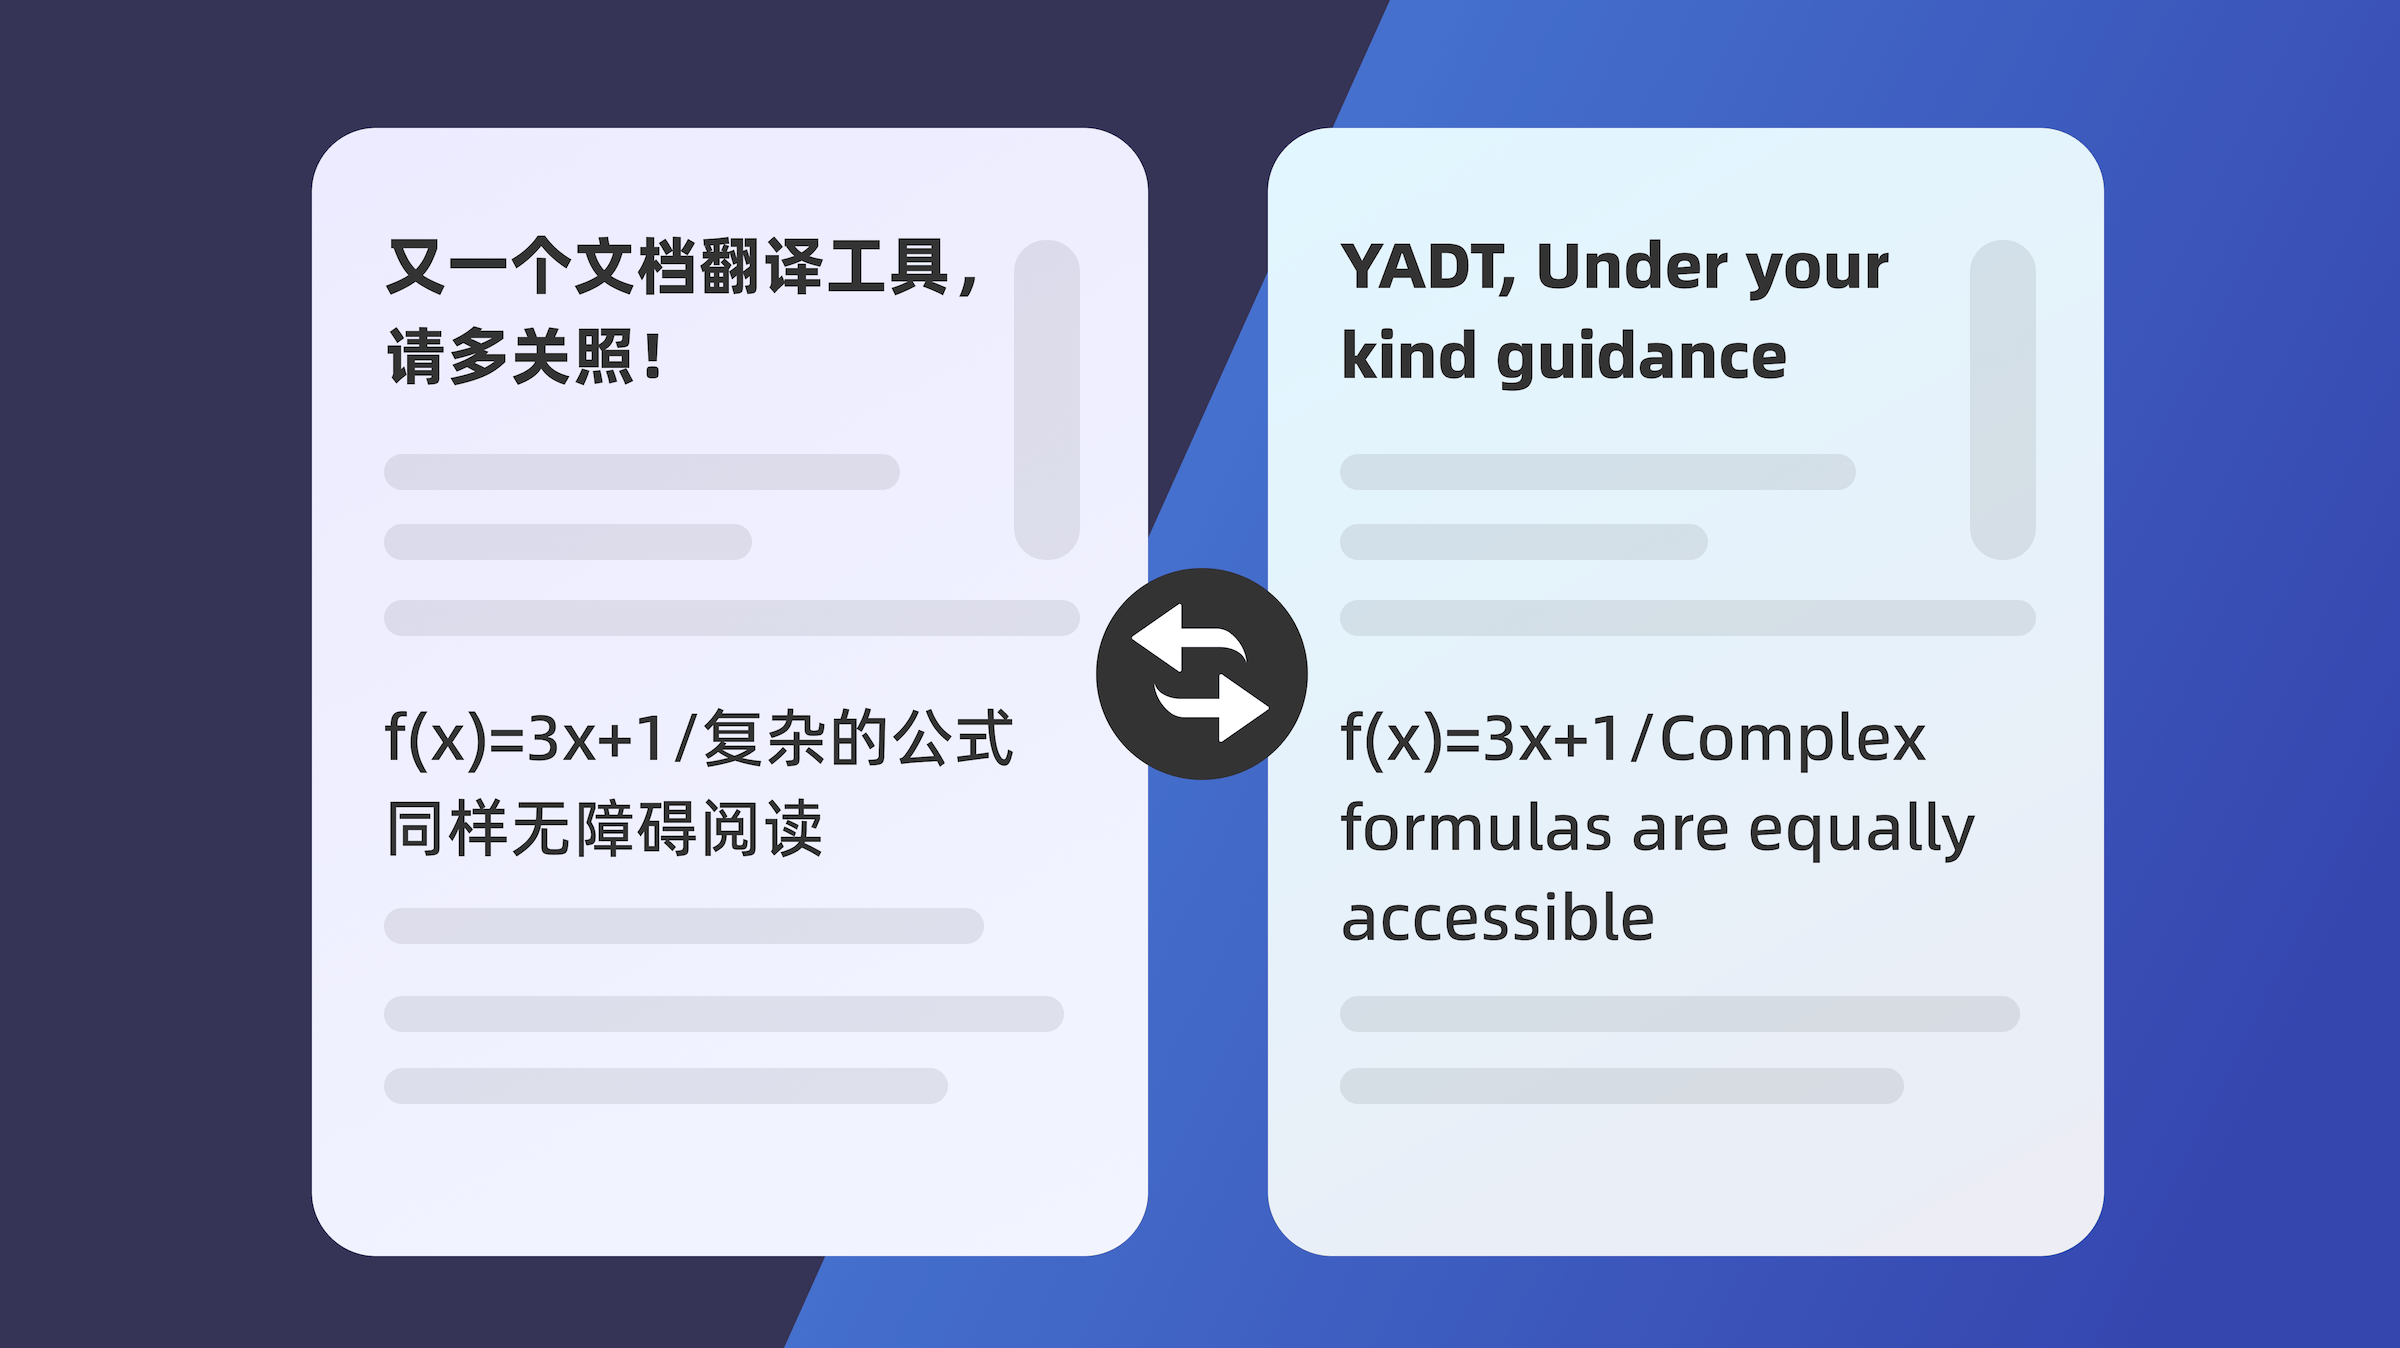 又一个文档翻译工具，
请多关照！
f(x)=3x+1/复杂的公式
同样无障碍阅读
YADT, Under your
kind guidance
f(x)=3x+1/Complex
formulas are equally
accessible